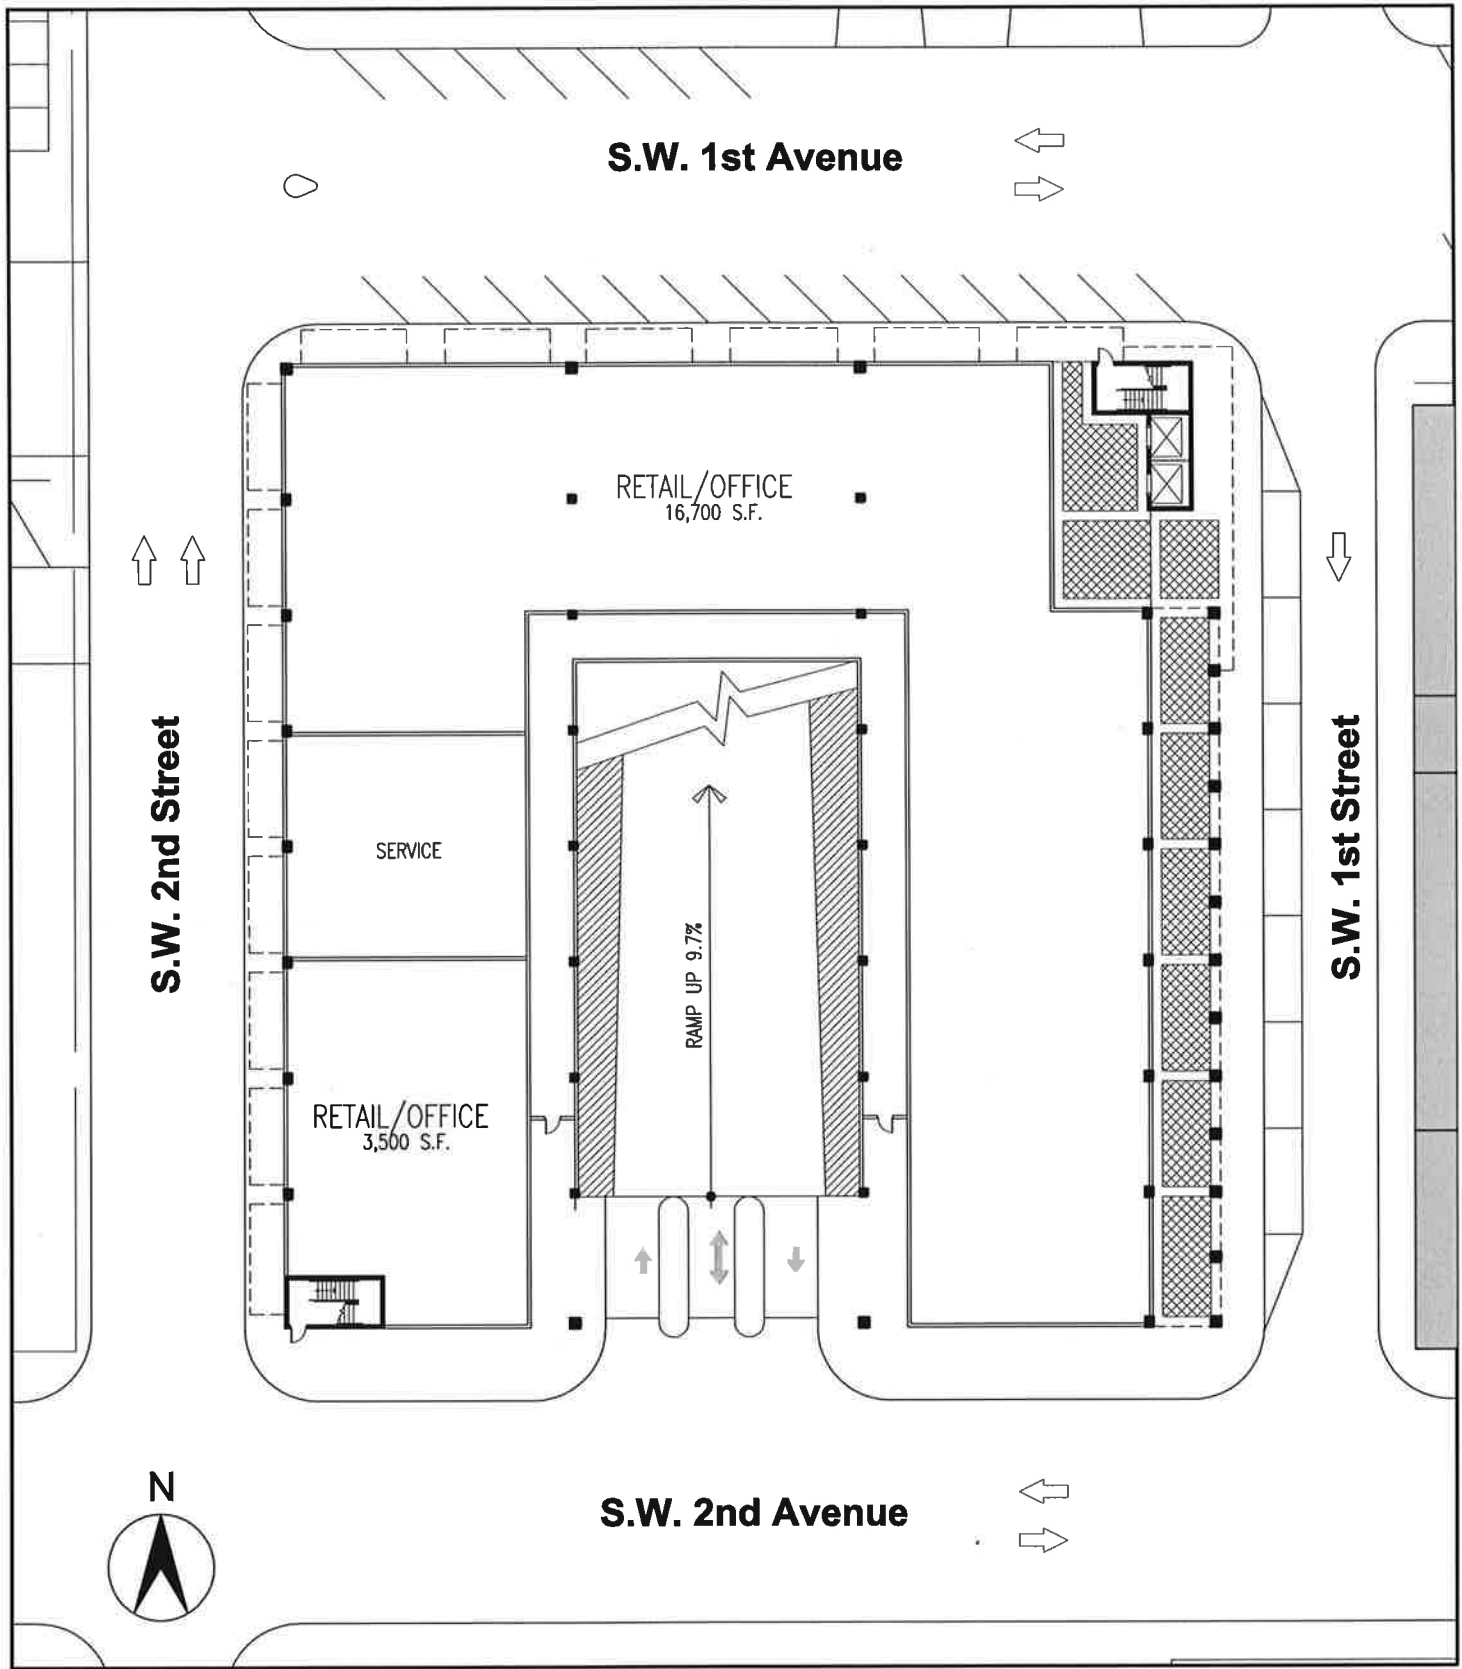 S.W. 1st Avenue
RETAIL/OFFICE
16,700 S.F.
S.W. 2nd Street
SERVICE
RAMP UP 9.7%
S.W. 1st Street
RETAIL/OFFICE
3,500 S.F.
N
S.W. 2nd Avenue